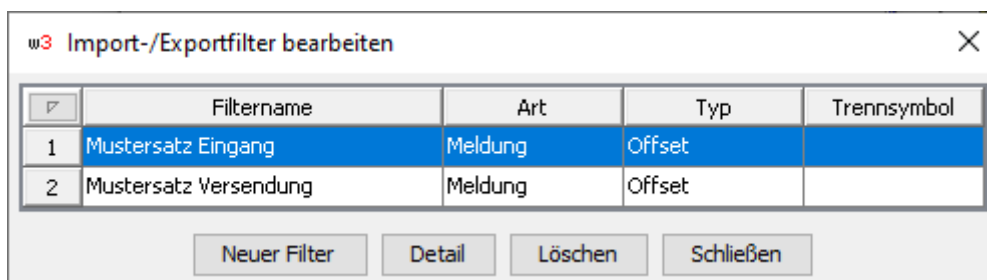 w3 Import-/Exportfilter bearbeiten
Filtername Art Typ Trennsymbol
1 Mustersatz Eingang Meldung Offset
2 Mustersatz Versendung Meldung Offset
Neuer Filter Detail Löschen Schließen